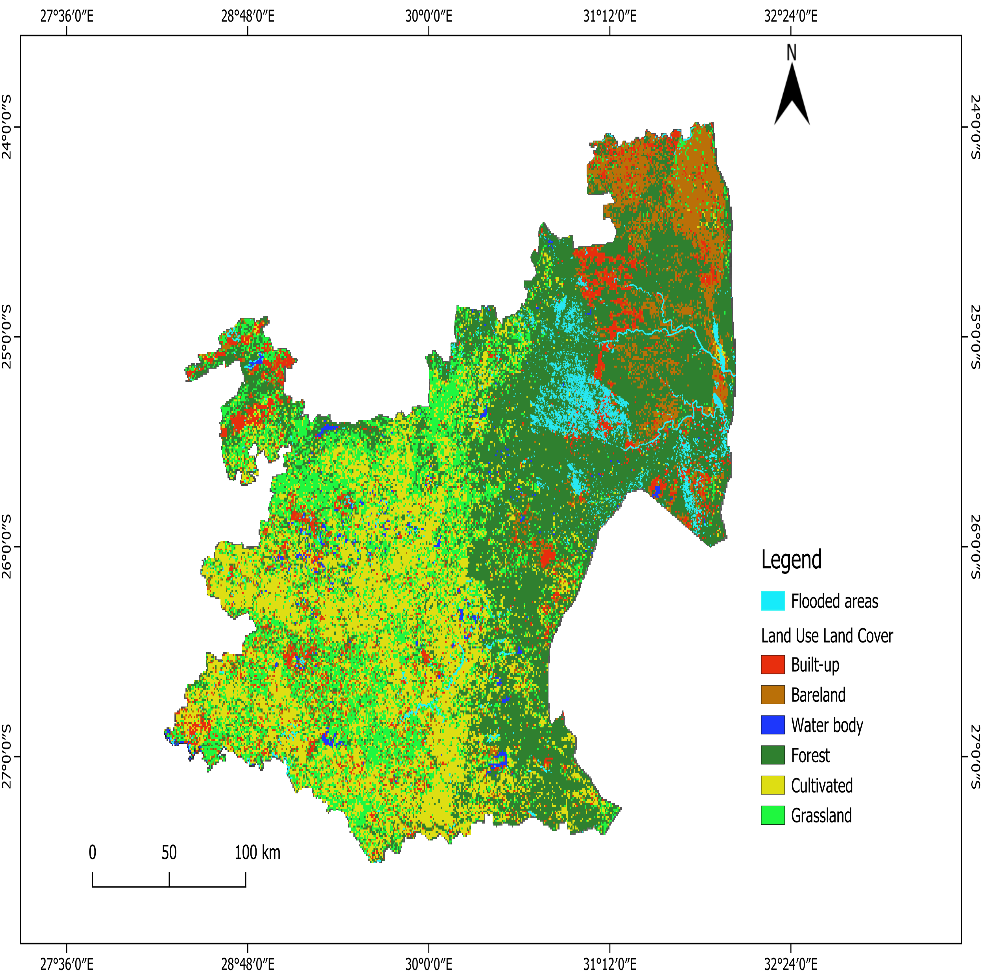 27°36′0″E 28°48′0″E 30°0′0″E 31°12′0″E 32°24′0″E
N
24°0′0″S 24°0′0″S
25°0′0″S 25°0′0″S
26°0′0″S 26°0′0″S
Legend
Flooded areas
Land Use Land Cover
Built-up
Bareland
Water body
Forest
Cultivated
Grassland
27°0′0″S 27°0′0″S
0 50 100 km
27°36′0″E 28°48′0″E 30°0′0″E 31°12′0″E 32°24′0″E